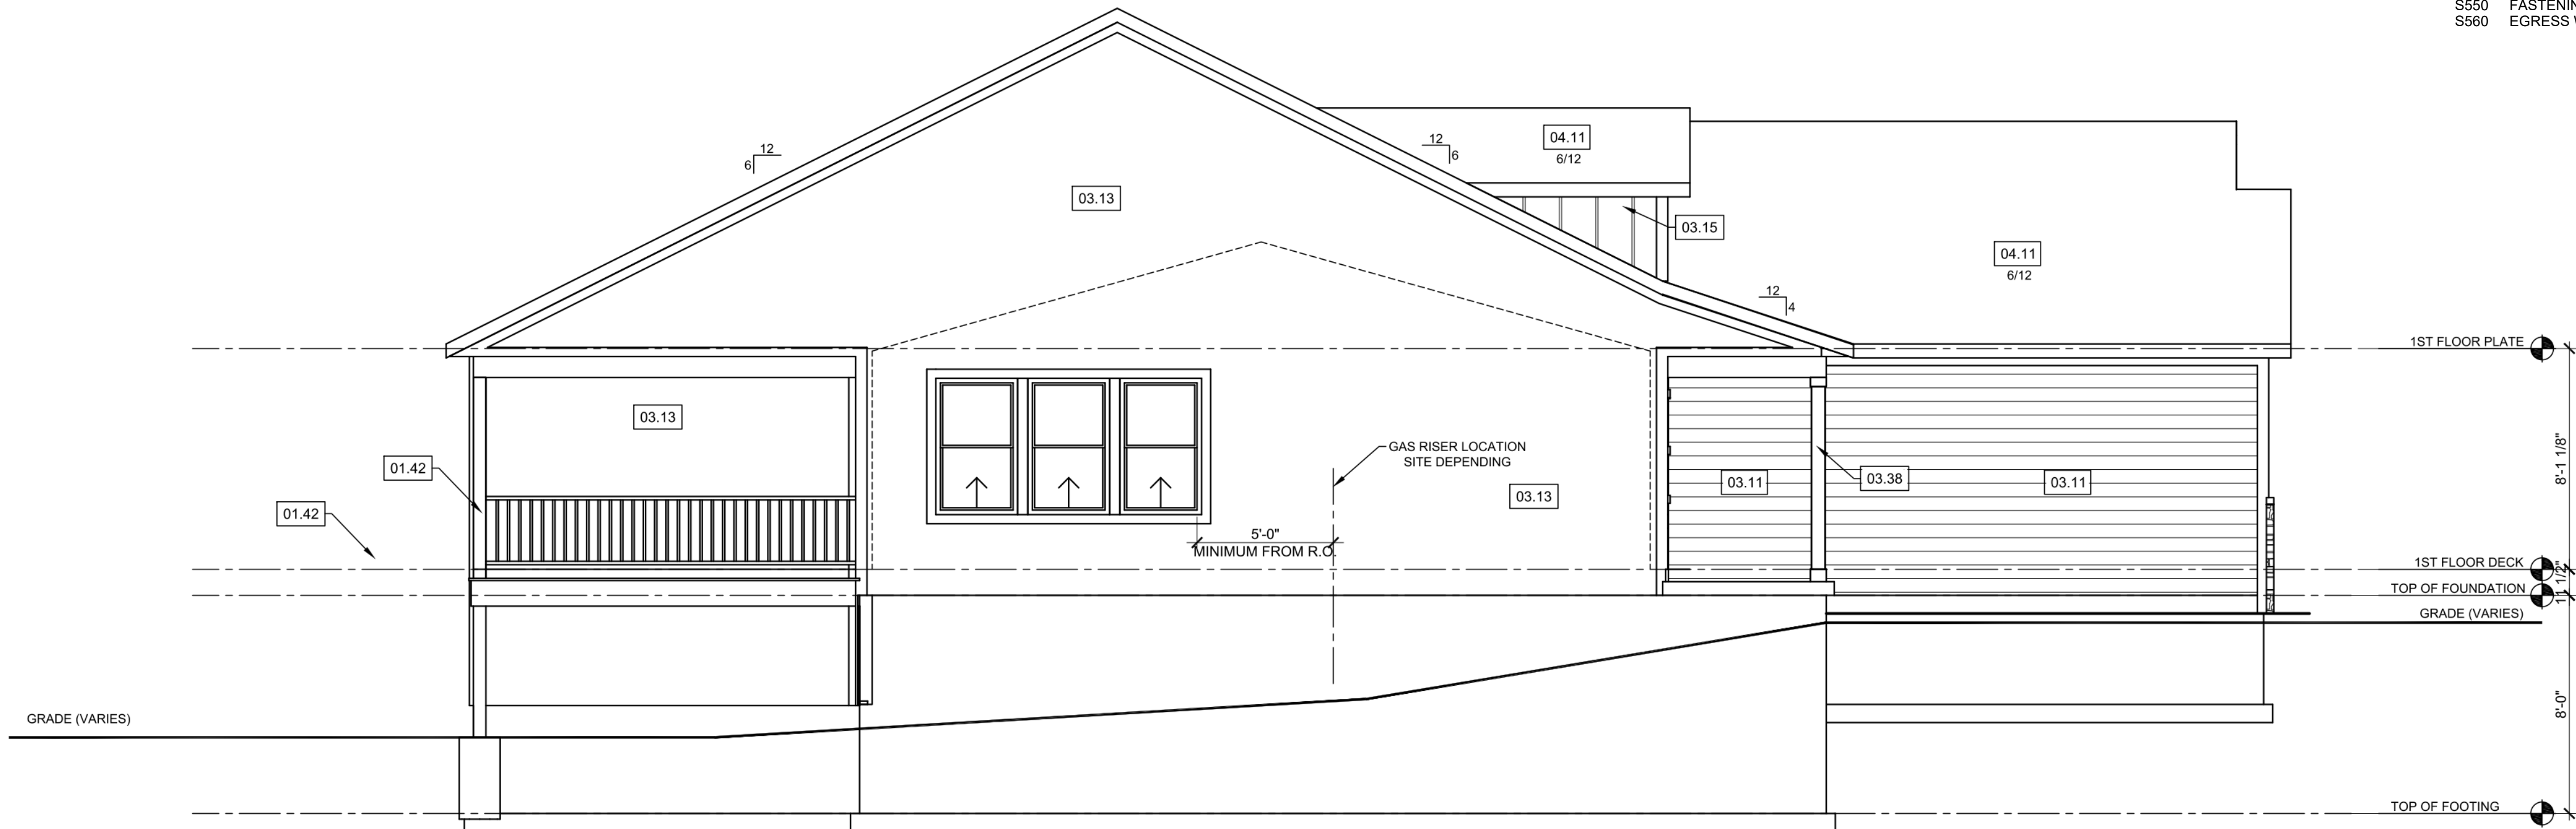 S550 FASTENIN
S560 EGRESS
12
6
12
6
04.11
6/12
03.13
03.15
04.11
6/12
12
4
1ST FLOOR PLATE
03.13
01.42
01.42
GAS RISER LOCATION
SITE DEPENDING
03.13
03.11
03.38
03.11
8'-1 1/8"
5'-0"
MINIMUM FROM R.O.
1ST FLOOR DECK
11 1/2"
TOP OF FOUNDATION
GRADE (VARIES)
GRADE (VARIES)
8'-0"
TOP OF FOOTING